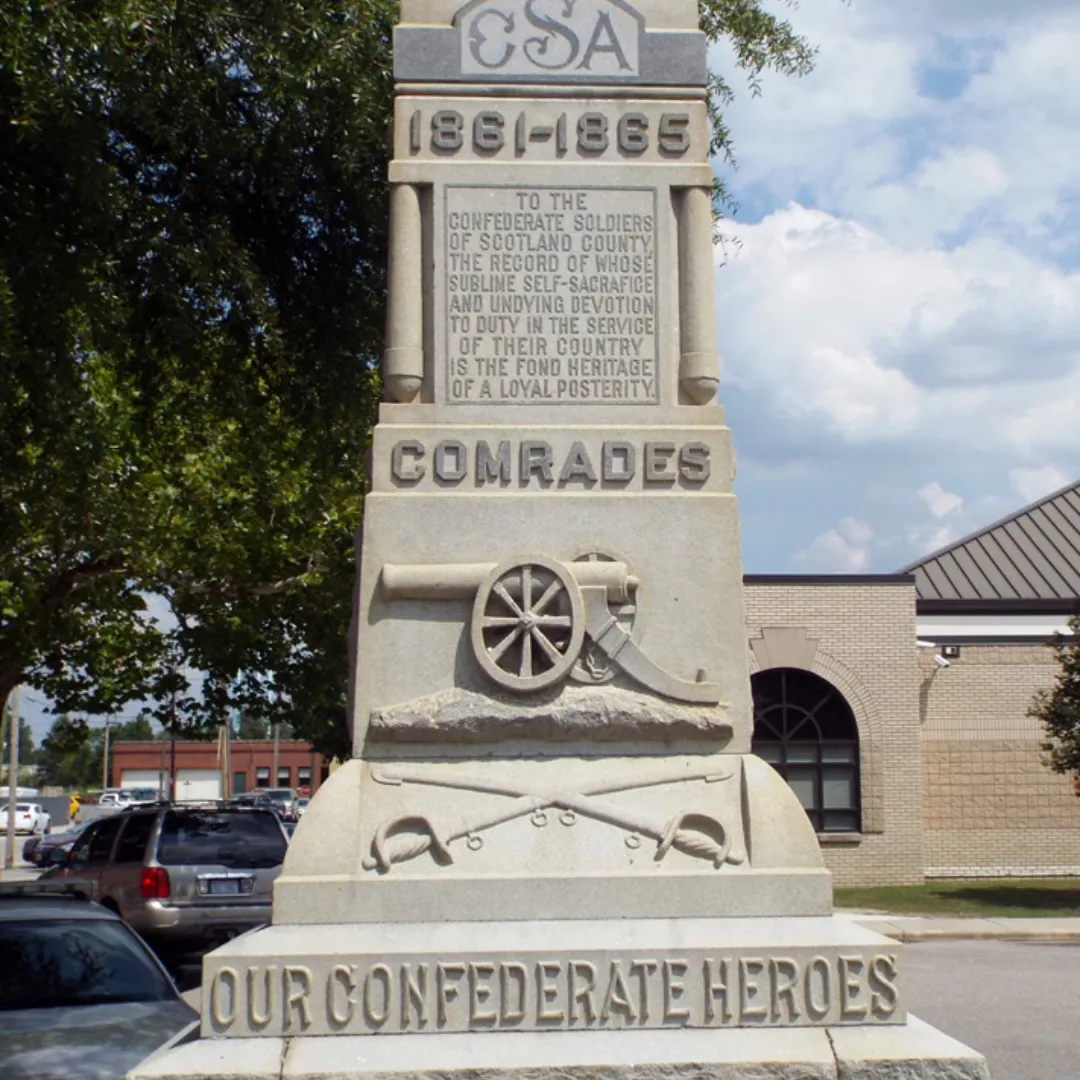 CSA
1861-1865
TO THE
CONFEDERATE SOLDIERS
OF SCOTLAND COUNTY,
THE RECORD OF WHOSE
SUBLIME SELF-SACRAFICE
AND UNDYING DEVOTION
TO DUTY IN THE SERVICE
OF THEIR COUNTRY
IS THE FOND HERITAGE
OF A LOYAL POSTERITY.
COMRADES
OUR CONFEDERATE HEROES